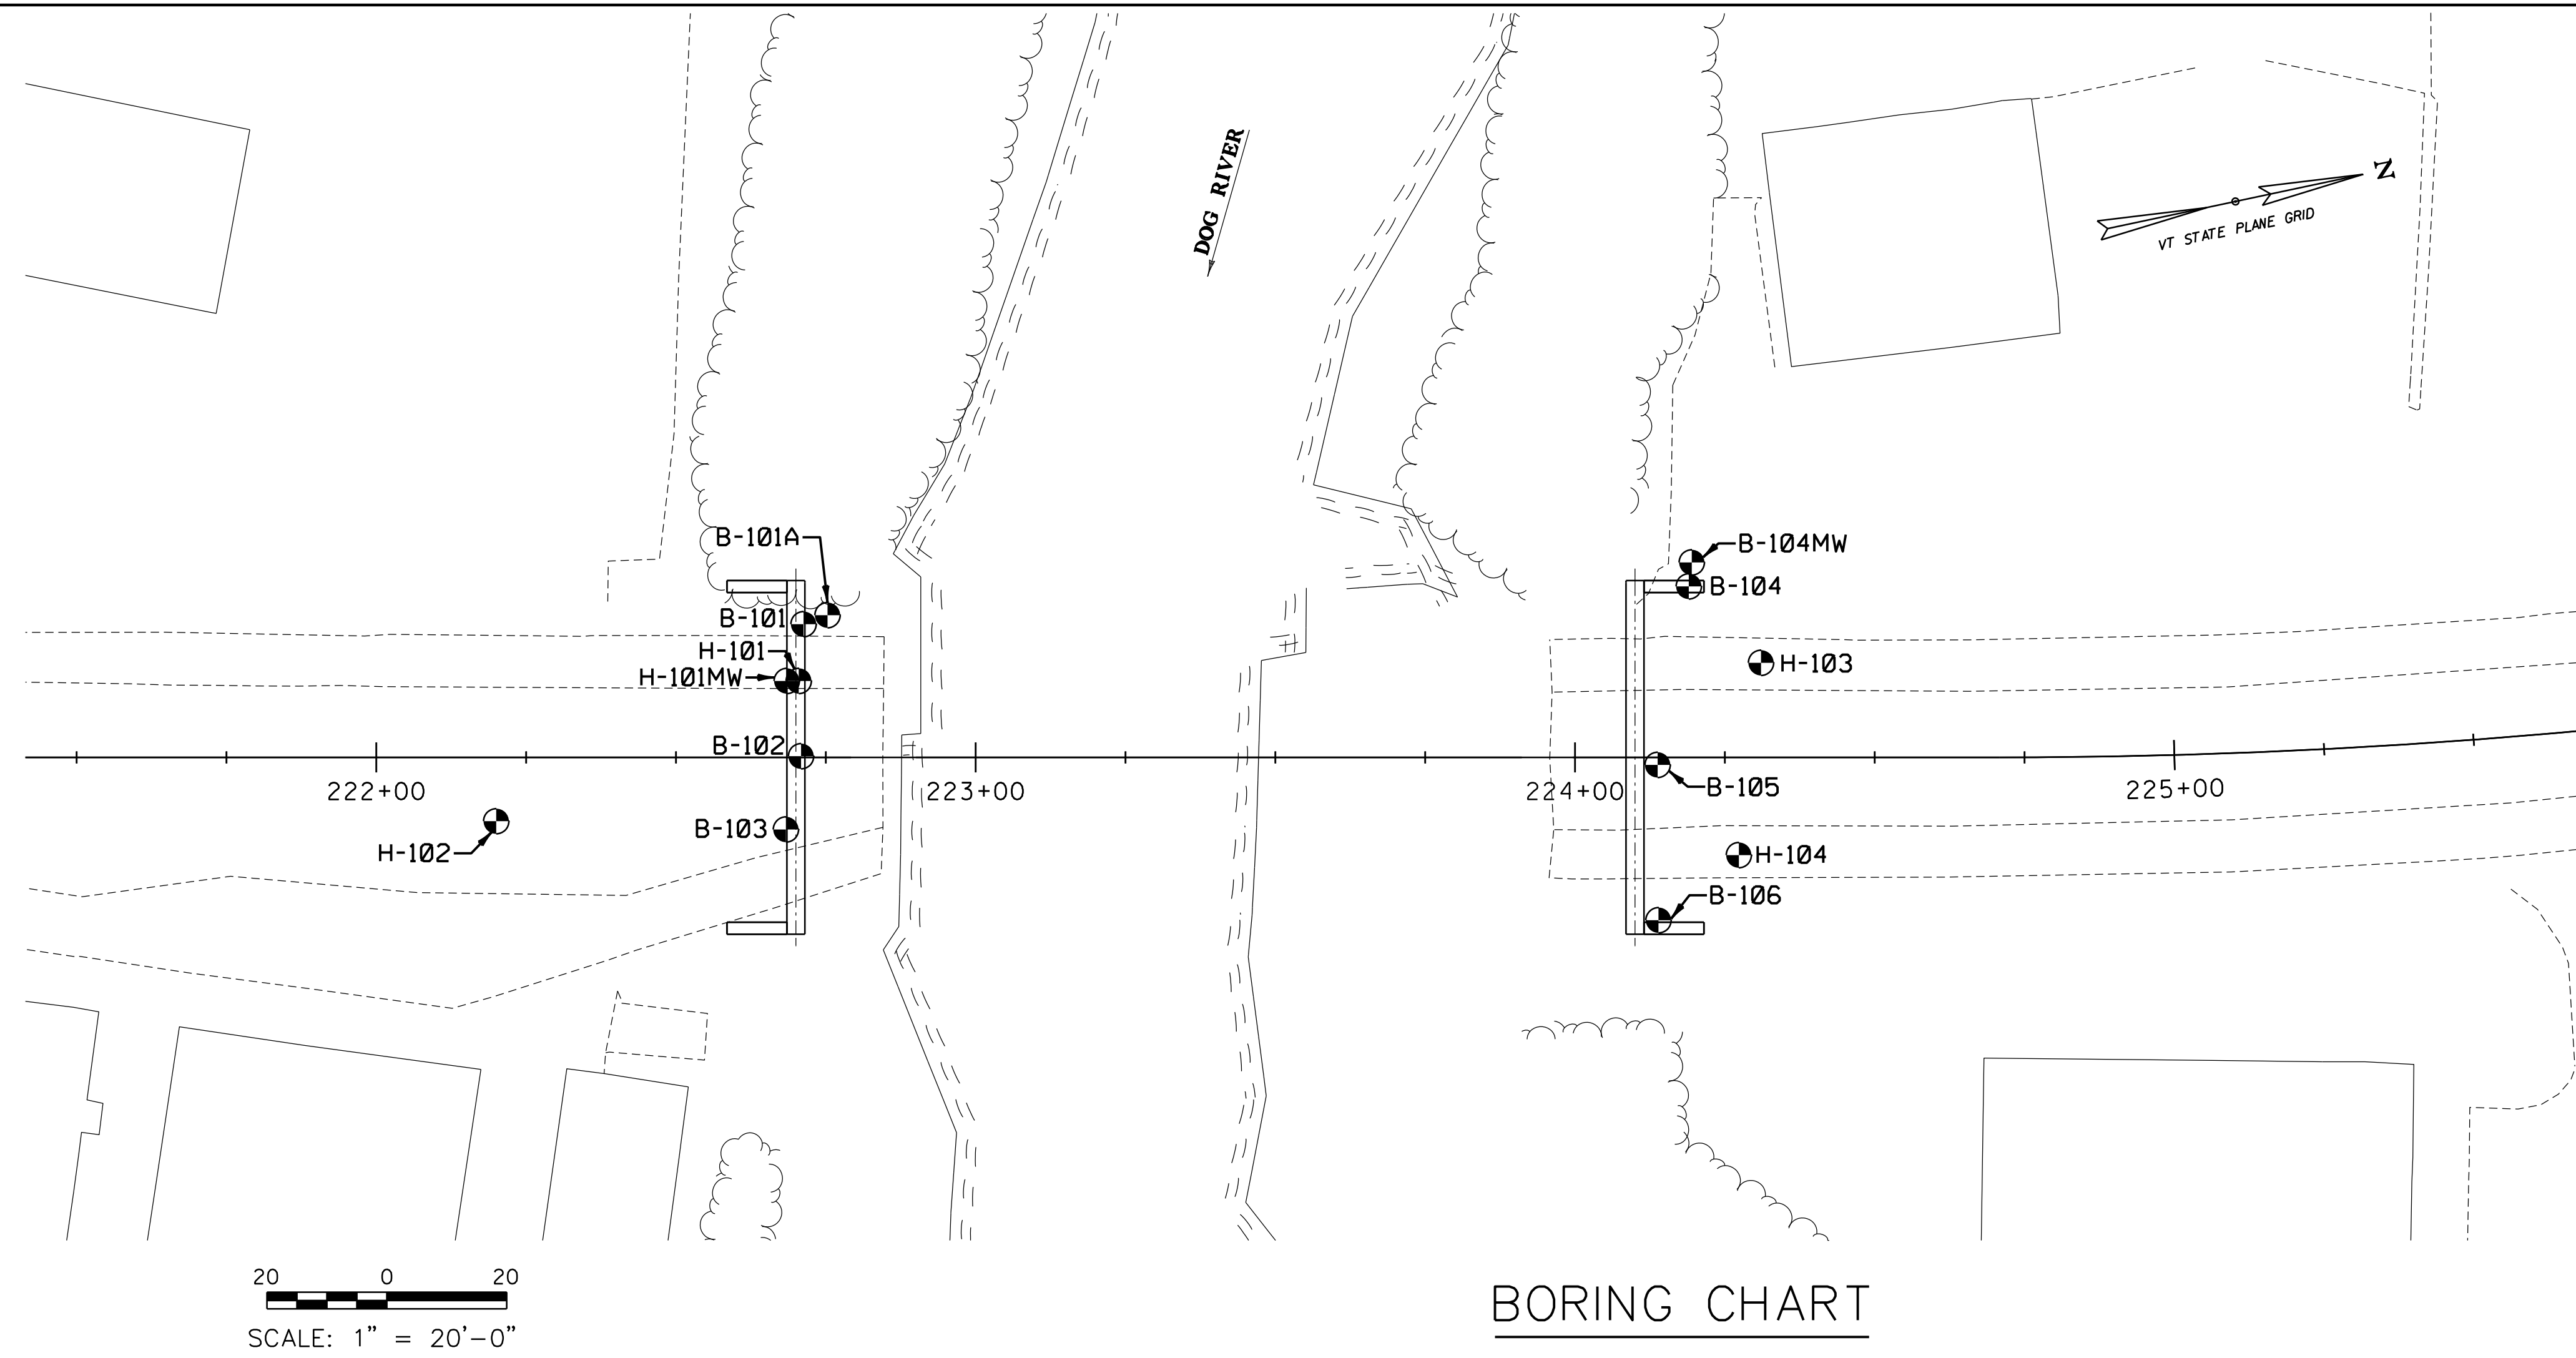 DOG RIVER
N
VT STATE PLANE GRID
B-101A
B-104MW
B-104
B-101
H-101
H-103
H-101MW
B-102
222+00
223+00
224+00
225+00
B-105
H-102
B-103
H-104
B-106
20 0 20
SCALE: 1" = 20'-0"
BORING CHART